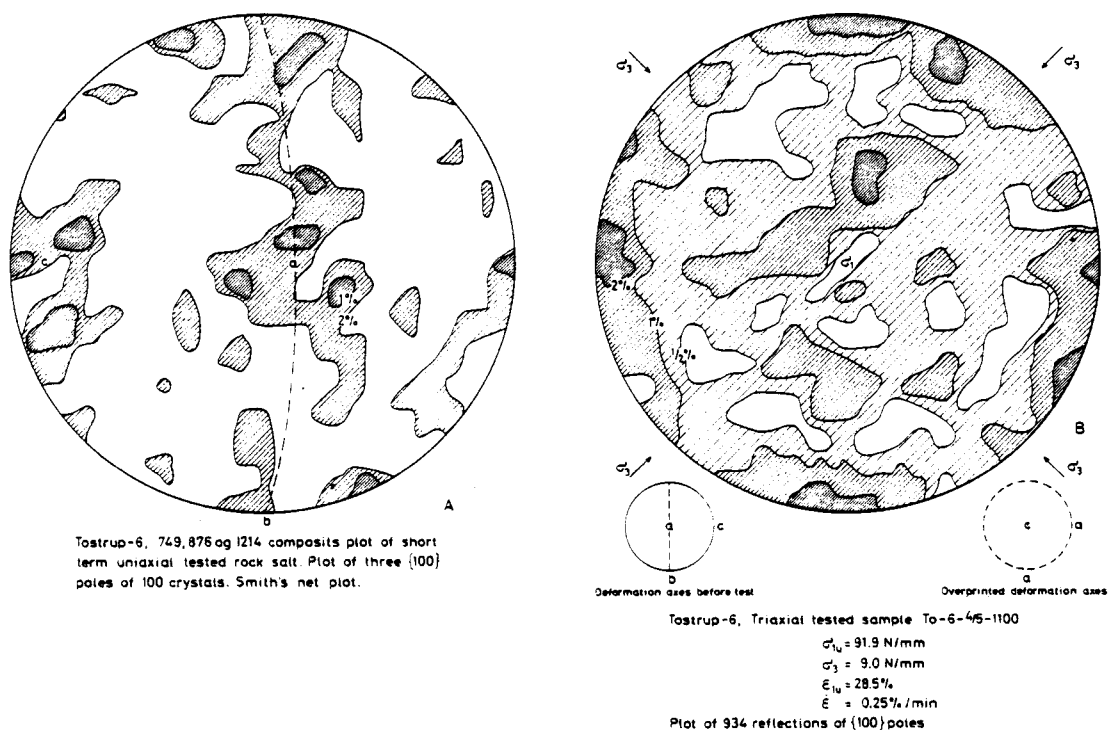 c
a
1%
2%
A
b
Tostrup-6, 749,876 og 1214 composits plot of short
term uniaxial tested rock salt. Plot of three {100}
poles of 100 crystals. Smith's net plot.
σ3
σ3
σ1
2%
1%
1/2%
B
σ3
σ3
a
c
b
c
a
a
Deformation axes before test
Overprinted deformation axes
Tostrup-6, Triaxial tested sample To-6-4/5-1100
σ1u = 91.9 N/mm
σ3 = 9.0 N/mm
ε1u = 28.5%
ε̇ = 0.25%/min
Plot of 934 reflections of {100} poles